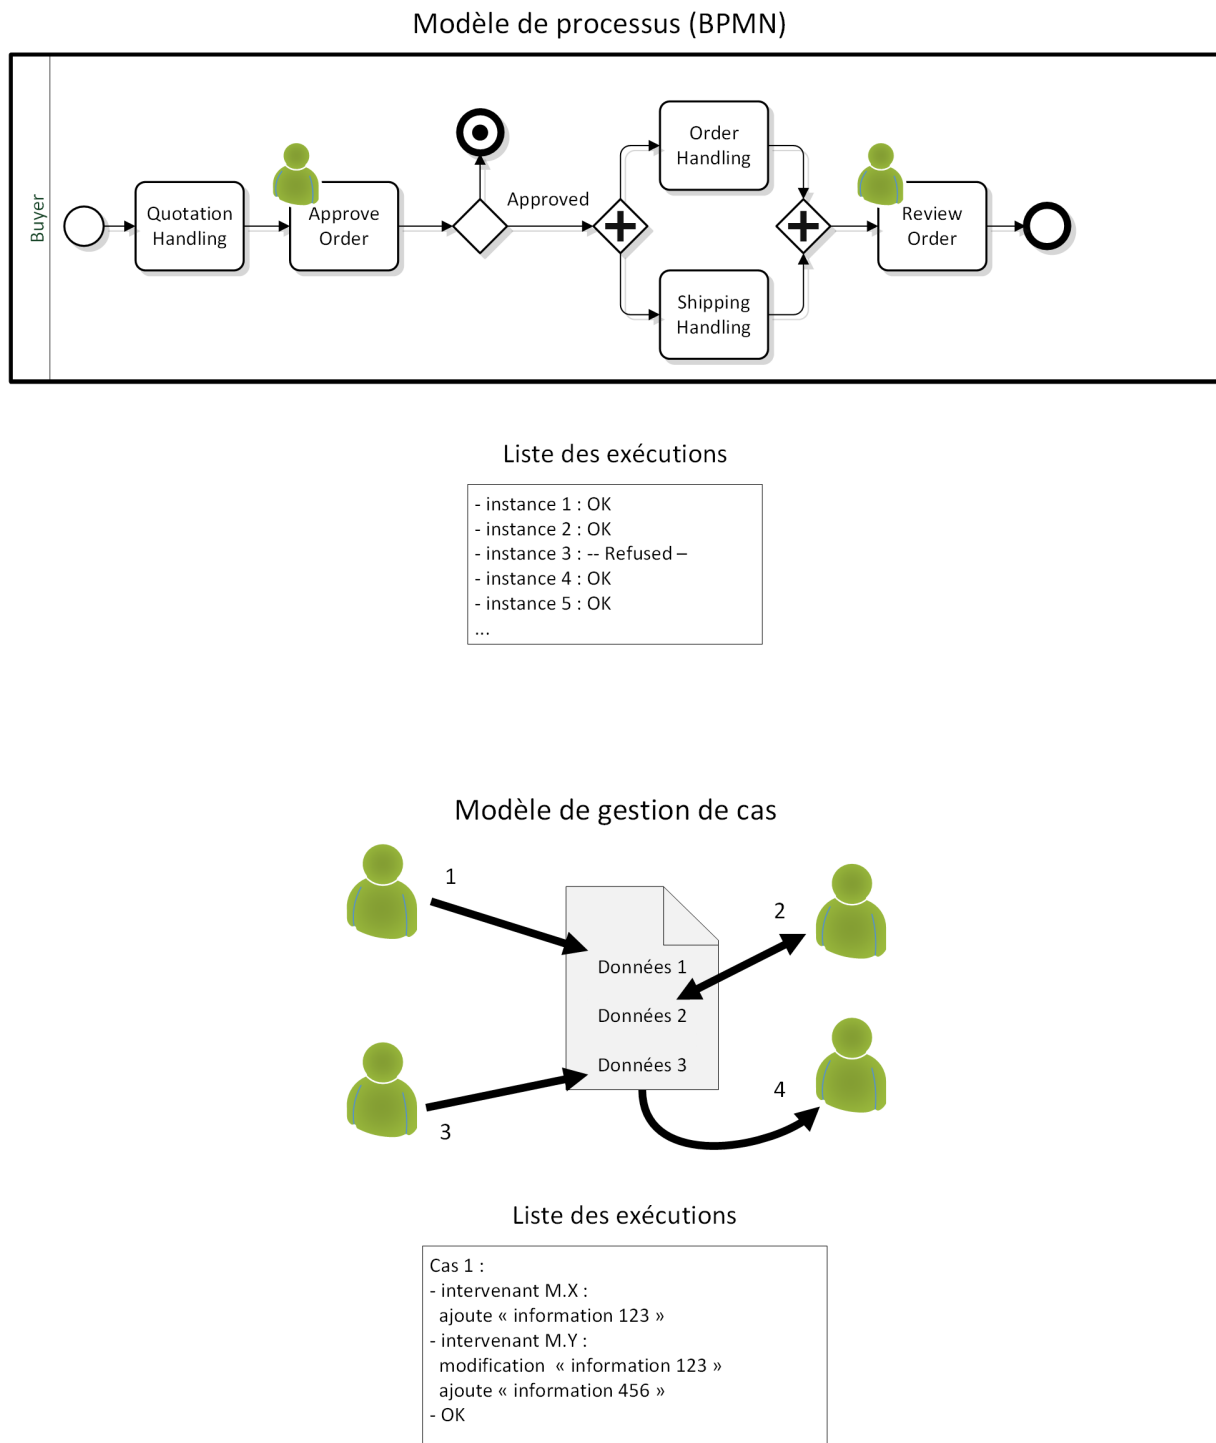 Modèle de processus (BPMN)
Buyer
Quotation
Handling
Approve
Order
Approved
Order
Handling
Shipping
Handling
Review
Order
Liste des exécutions
- instance 1 : OK
- instance 2 : OK
- instance 3 : -- Refused –
- instance 4 : OK
- instance 5 : OK
...
Modèle de gestion de cas
1
2
Données 1
Données 2
Données 3
3
4
Liste des exécutions
Cas 1 :
- intervenant M.X :
ajoute « information 123 »
- intervenant M.Y :
modification « information 123 »
ajoute « information 456 »
- OK